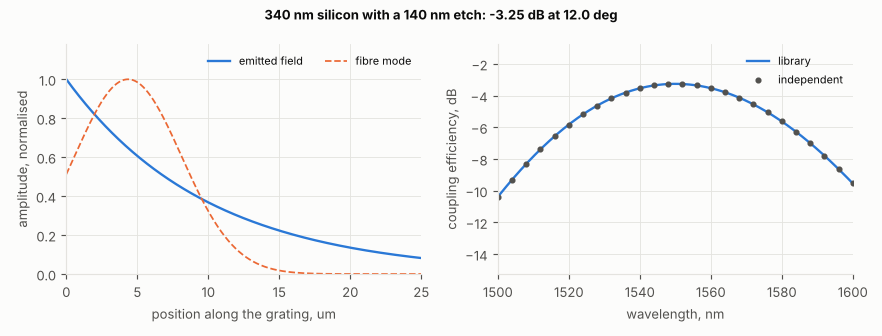 340 nm silicon with a 140 nm etch: -3.25 dB at 12.0 deg
emitted field
fibre mode
amplitude, normalised
1.0
0.8
0.6
0.4
0.2
0.0
0 5 10 15 20 25
position along the grating, um
library
independent
coupling efficiency, dB
−2
−4
−6
−8
−10
−12
−14
1500 1520 1540 1560 1580 1600
wavelength, nm